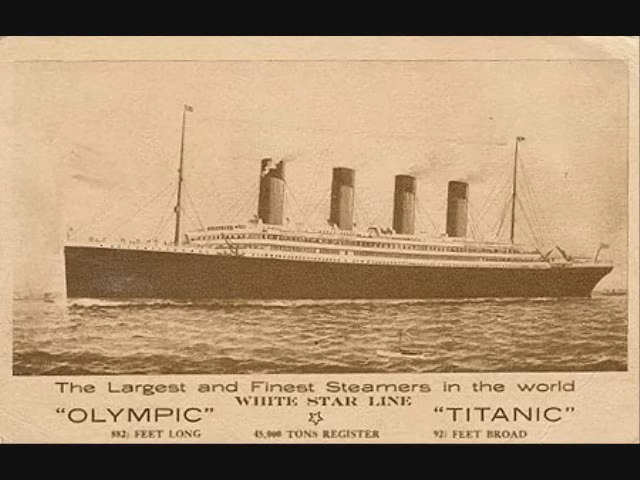 The Largest and Finest Steamers in the world
WHITE STAR LINE
"OLYMPIC" "TITANIC"
882½ FEET LONG 45,000 TONS REGISTER 92½ FEET BROAD